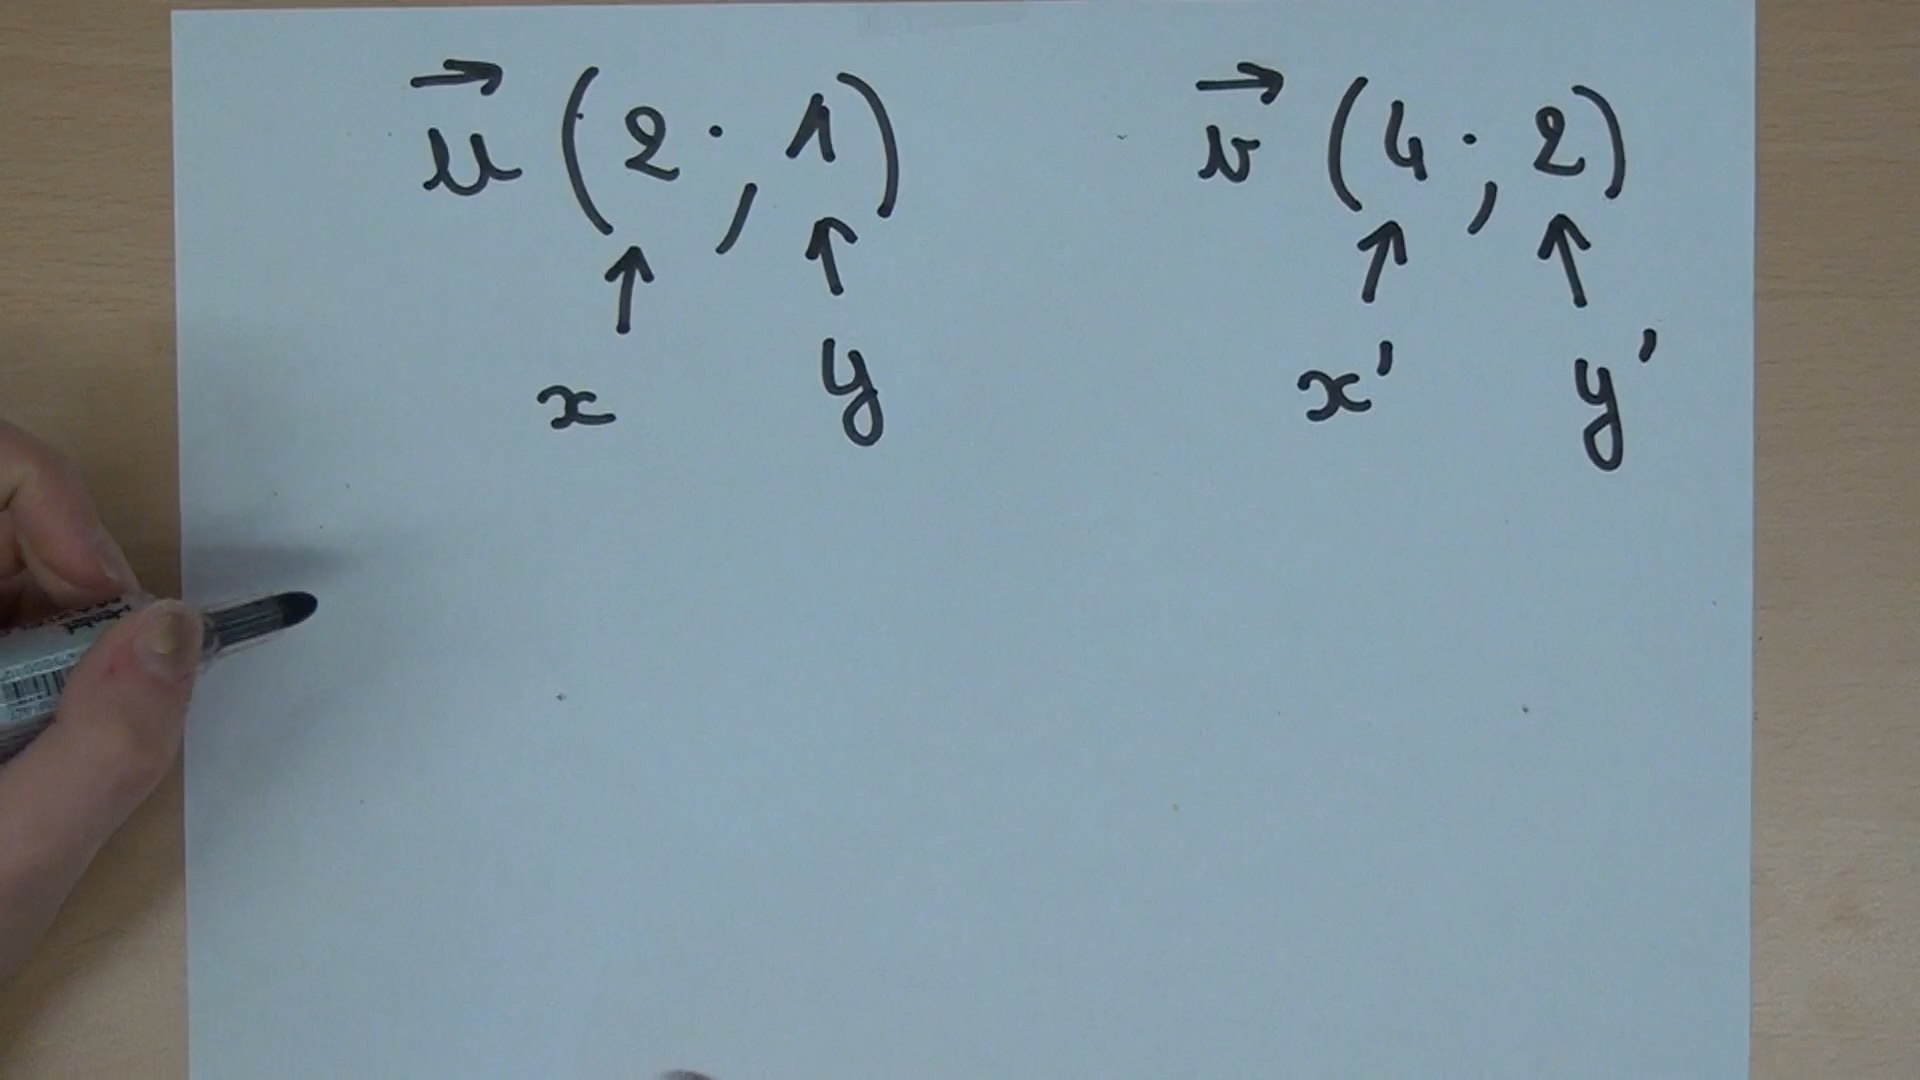 u⃗ (2 ; 1) v⃗ (4 ; 2)
↑ ↑ ↑ ↑
x y x' y'